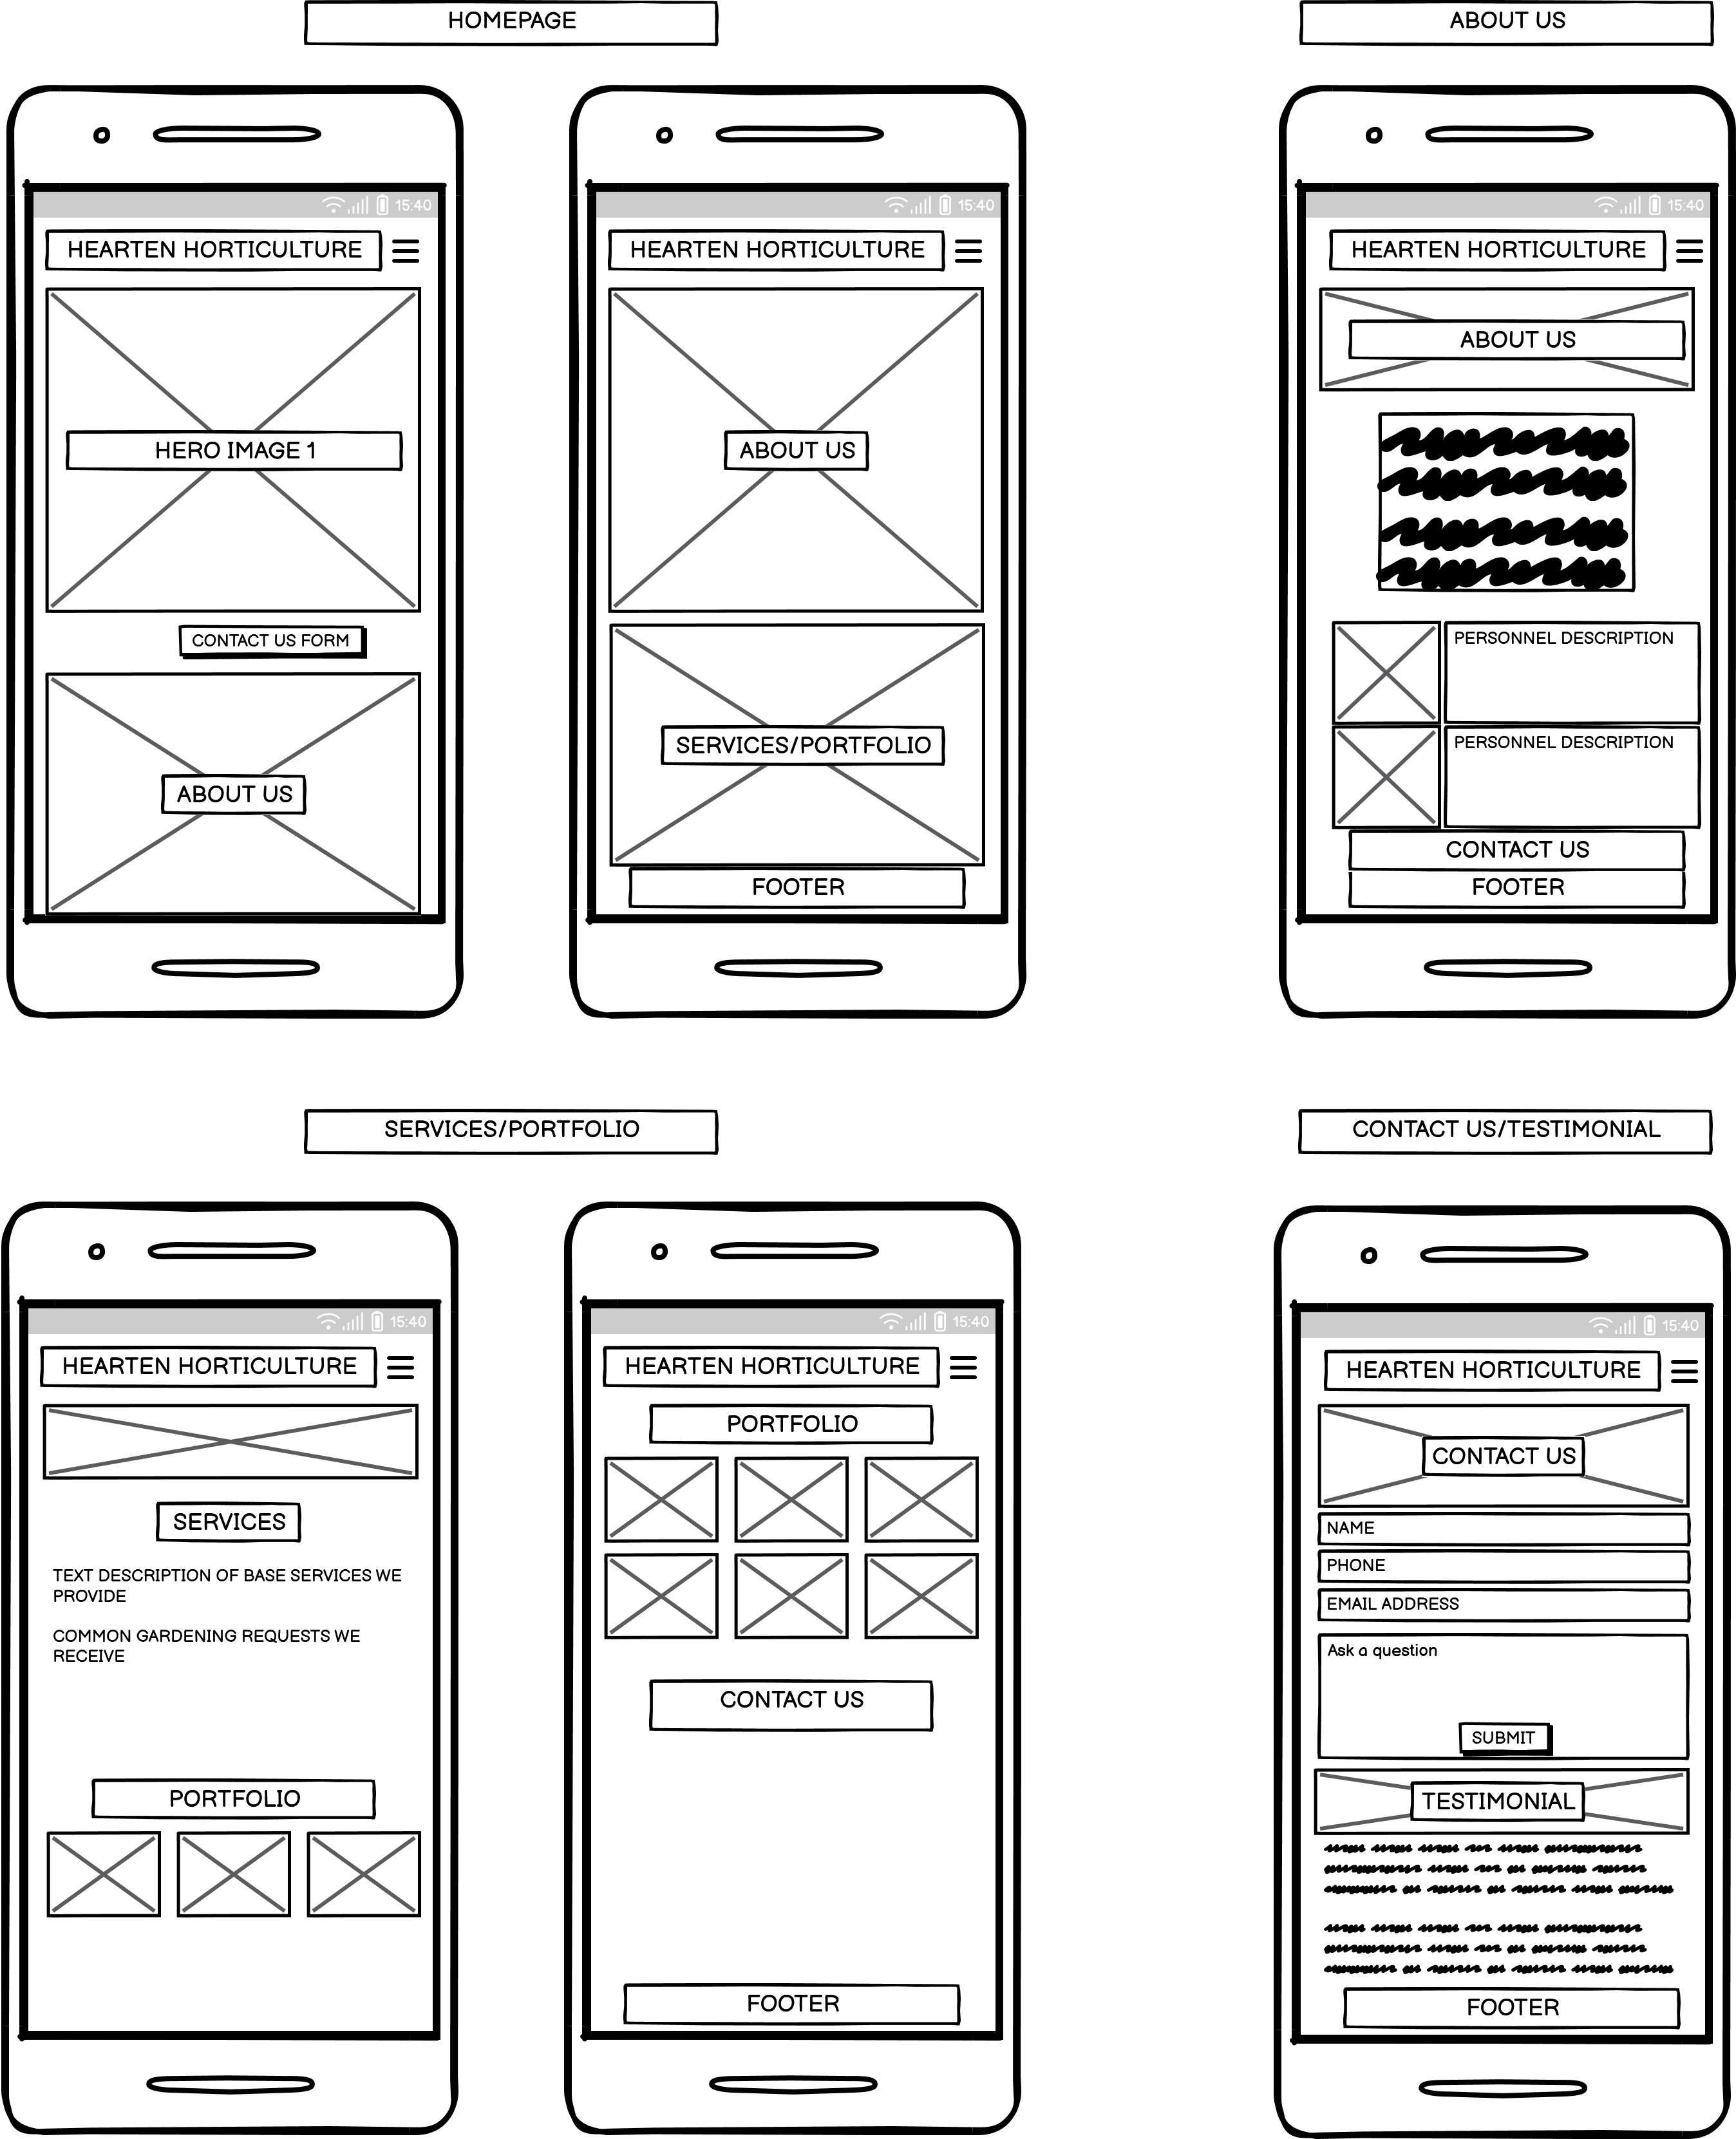 HOMEPAGE
ABOUT US
15:40
HEARTEN HORTICULTURE
HERO IMAGE 1
CONTACT US FORM
ABOUT US
15:40
HEARTEN HORTICULTURE
ABOUT US
SERVICES/PORTFOLIO
FOOTER
15:40
HEARTEN HORTICULTURE
ABOUT US
PERSONNEL DESCRIPTION
PERSONNEL DESCRIPTION
CONTACT US
FOOTER
SERVICES/PORTFOLIO
CONTACT US/TESTIMONIAL
15:40
HEARTEN HORTICULTURE
SERVICES
TEXT DESCRIPTION OF BASE SERVICES WE
PROVIDE
COMMON GARDENING REQUESTS WE
RECEIVE
PORTFOLIO
15:40
HEARTEN HORTICULTURE
PORTFOLIO
CONTACT US
FOOTER
15:40
HEARTEN HORTICULTURE
CONTACT US
NAME
PHONE
EMAIL ADDRESS
Ask a question
SUBMIT
TESTIMONIAL
FOOTER